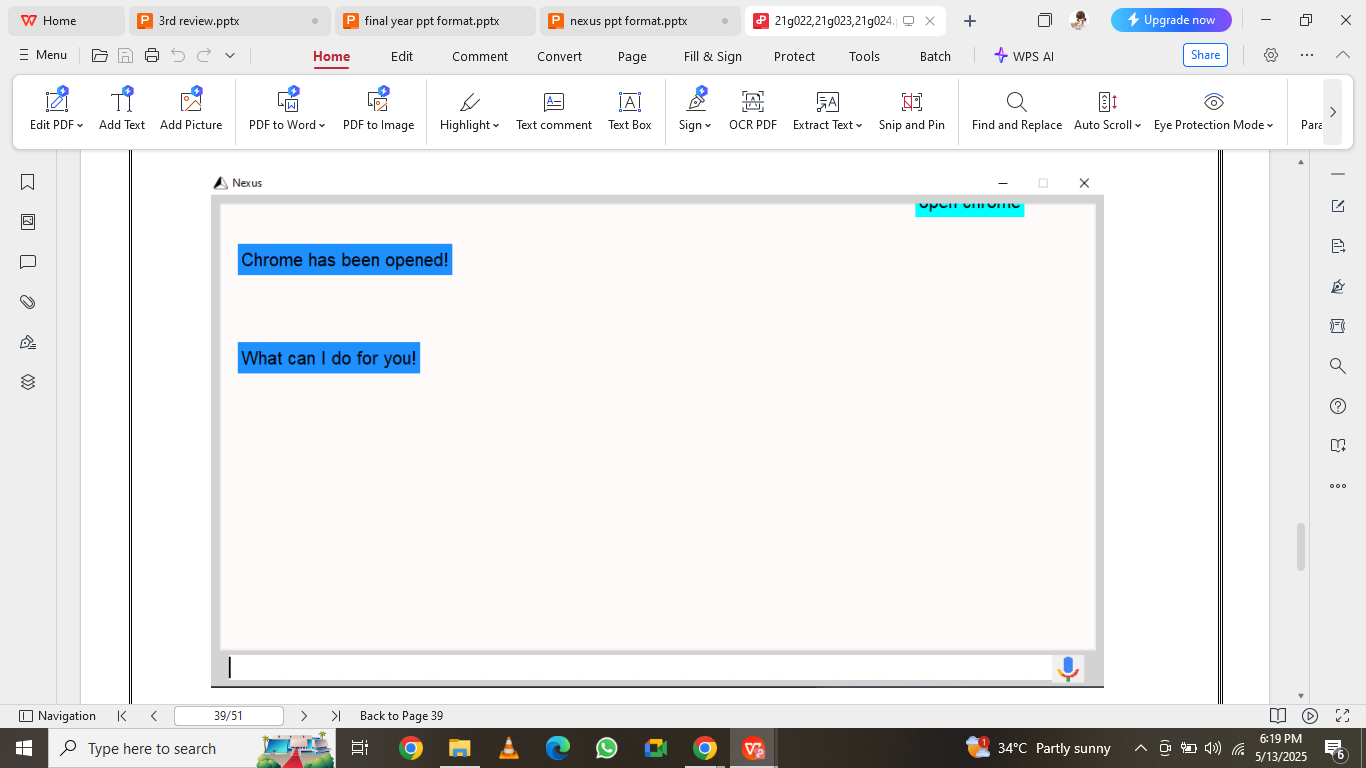 Home
3rd review.pptx
final year ppt format.pptx
nexus ppt format.pptx
21g022,21g023,21g024.p
Upgrade now
Menu
Home
Edit
Comment
Convert
Page
Fill & Sign
Protect
Tools
Batch
WPS AI
Share
Edit PDF
Add Text
Add Picture
PDF to Word
PDF to Image
Highlight
Text comment
Text Box
Sign
OCR PDF
Extract Text
Snip and Pin
Find and Replace
Auto Scroll
Eye Protection Mode
Para
Nexus
open chrome
Chrome has been opened!
What can I do for you!
Navigation
39/51
Back to Page 39
Type here to search
34°C Partly sunny
6:19 PM
5/13/2025
6
1